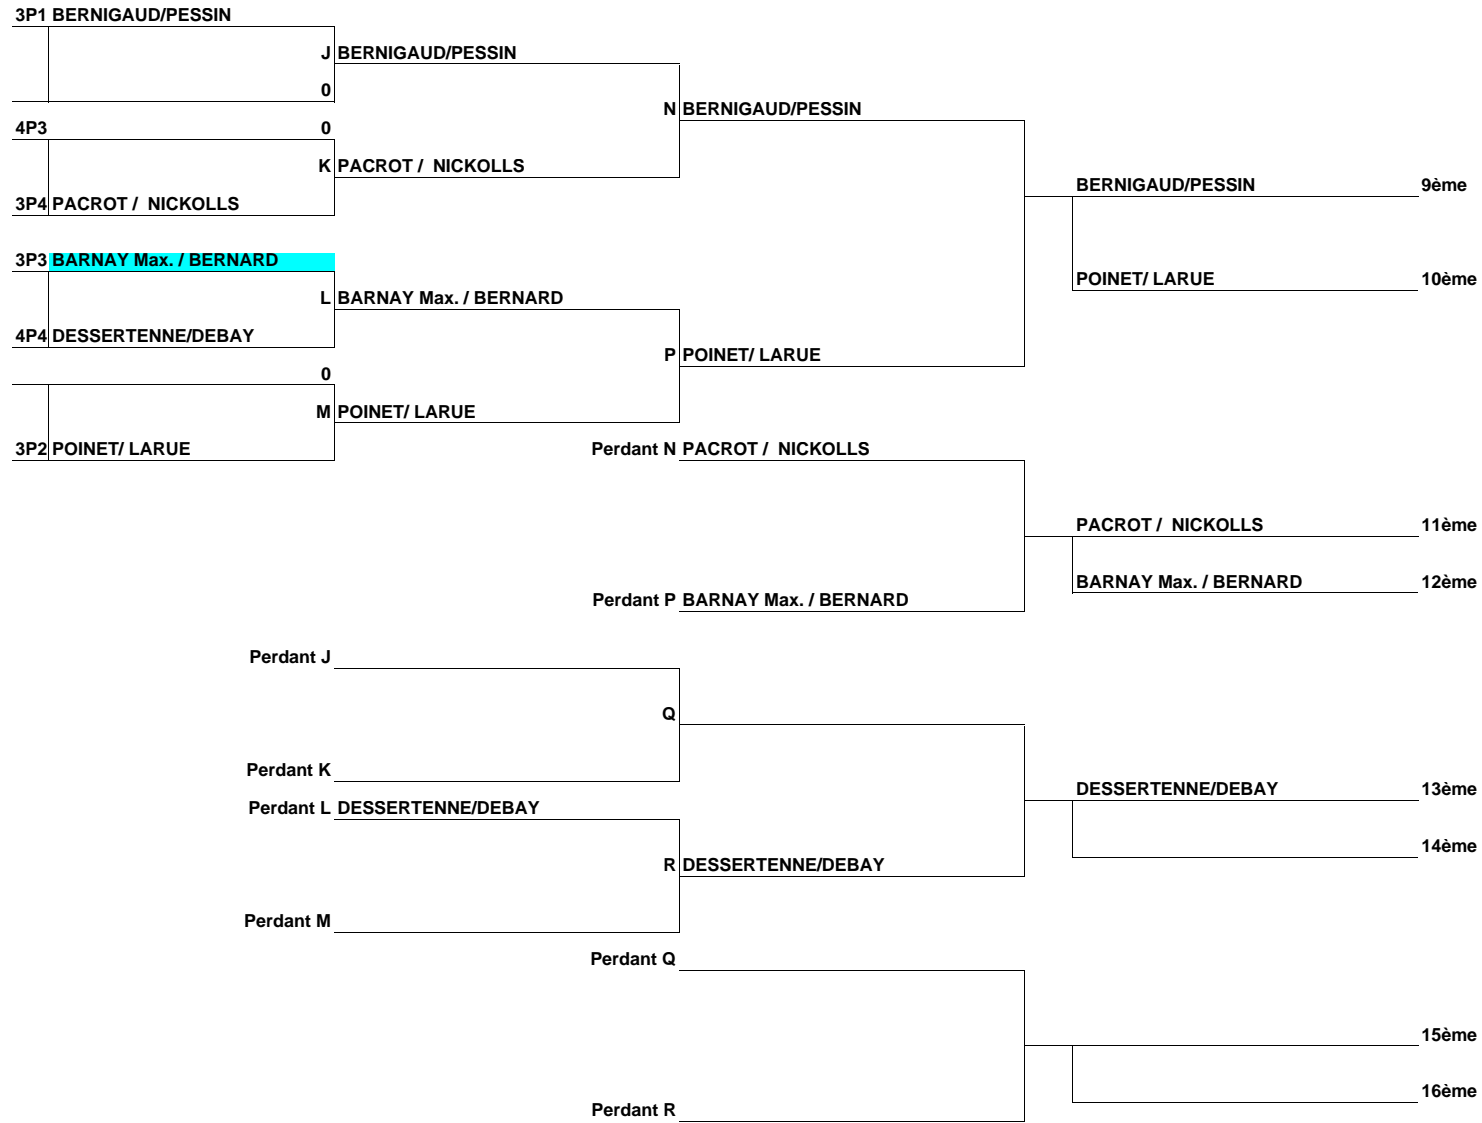 3P1 BERNIGAUD/PESSIN
J BERNIGAUD/PESSIN
0
N BERNIGAUD/PESSIN
4P3 0
K PACROT /  NICKOLLS
BERNIGAUD/PESSIN 9ème
3P4 PACROT /  NICKOLLS
3P3 BARNAY Max. / BERNARD
POINET/ LARUE 10ème
L BARNAY Max. / BERNARD
4P4 DESSERTENNE/DEBAY
P POINET/ LARUE
0
M POINET/ LARUE
3P2 POINET/ LARUE
Perdant N PACROT /  NICKOLLS
PACROT /  NICKOLLS 11ème
BARNAY Max. / BERNARD 12ème
Perdant P BARNAY Max. / BERNARD
Perdant J
Q
Perdant K
DESSERTENNE/DEBAY 13ème
Perdant L DESSERTENNE/DEBAY
14ème
R DESSERTENNE/DEBAY
Perdant M
Perdant Q
15ème
16ème
Perdant R